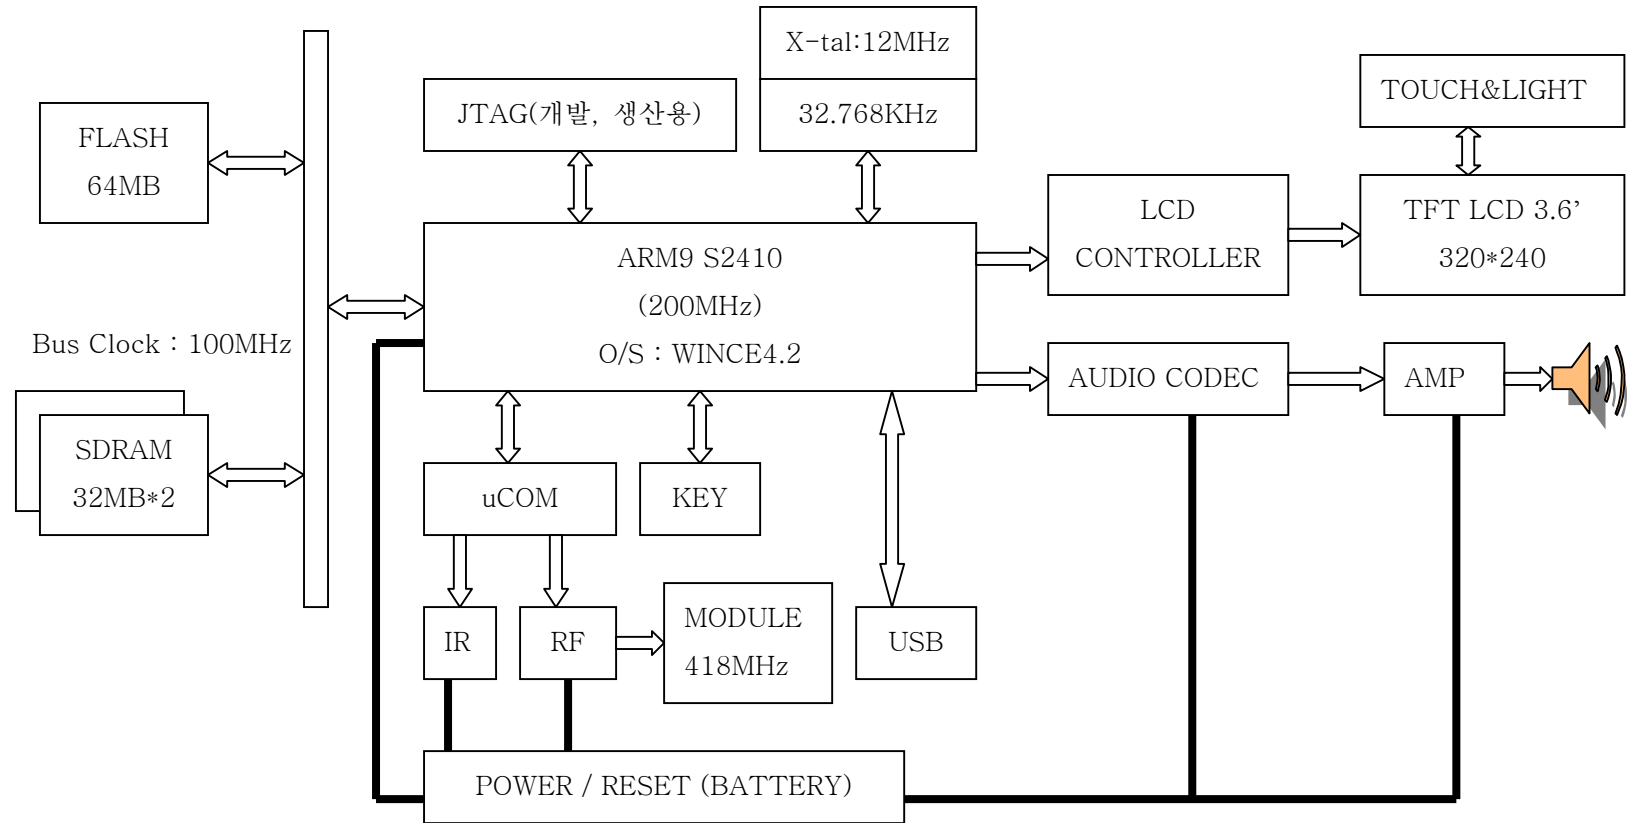 X-tal:12MHz
32.768KHz
JTAG(개발, 생산용)
TOUCH&LIGHT
FLASH
64MB
LCD
CONTROLLER
TFT LCD 3.6’
320*240
ARM9 S2410
(200MHz)
O/S : WINCE4.2
Bus Clock : 100MHz
AUDIO CODEC
AMP
SDRAM
32MB*2
uCOM
KEY
IR
RF
MODULE
418MHz
USB
POWER / RESET (BATTERY)